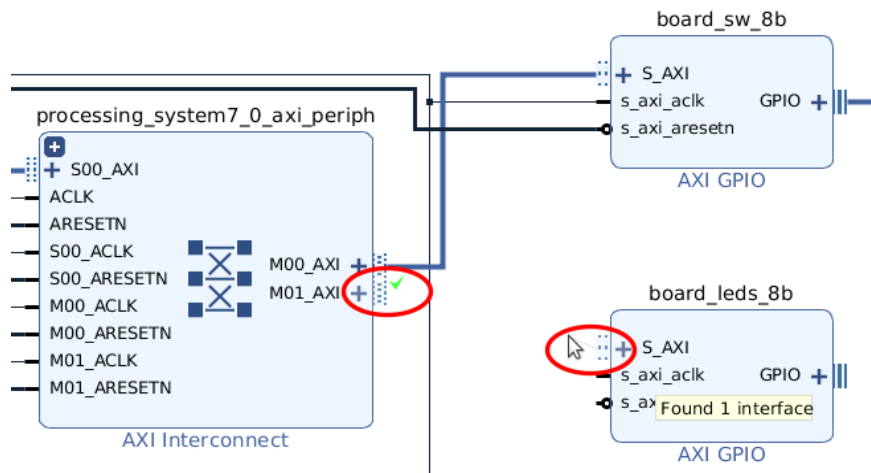 board_sw_8b
S_AXI
s_axi_aclk
GPIO
s_axi_aresetn
AXI GPIO
processing_system7_0_axi_periph
S00_AXI
ACLK
ARESETN
S00_ACLK
S00_ARESETN
M00_ACLK
M00_ARESETN
M01_ACLK
M01_ARESETN
M00_AXI
M01_AXI
AXI Interconnect
board_leds_8b
S_AXI
s_axi_aclk
GPIO
s_ax
Found 1 interface
AXI GPIO